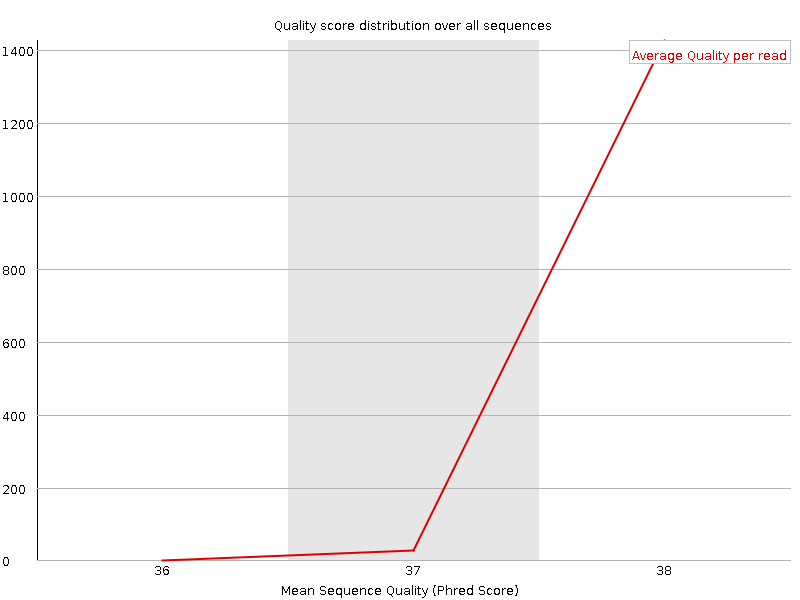 Quality score distribution over all sequences
1400
Average Quality per read
1200
1000
800
600
400
200
0
36 37 38
Mean Sequence Quality (Phred Score)